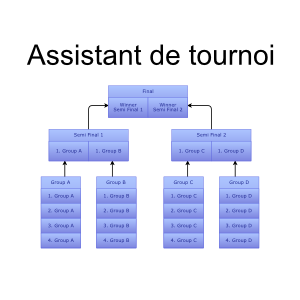 Assistant de tournoi
Final
Winner Semi Final 1
Winner Semi Final 2
Semi Final 1
1. Group A
1. Group B
Semi Final 2
1. Group C
1. Group D
Group A
1. Group A
2. Group A
3. Group A
4. Group A
Group B
1. Group B
2. Group B
3. Group B
4. Group B
Group C
1. Group C
2. Group C
3. Group C
4. Group C
Group D
1. Group D
2. Group D
3. Group D
4. Group D